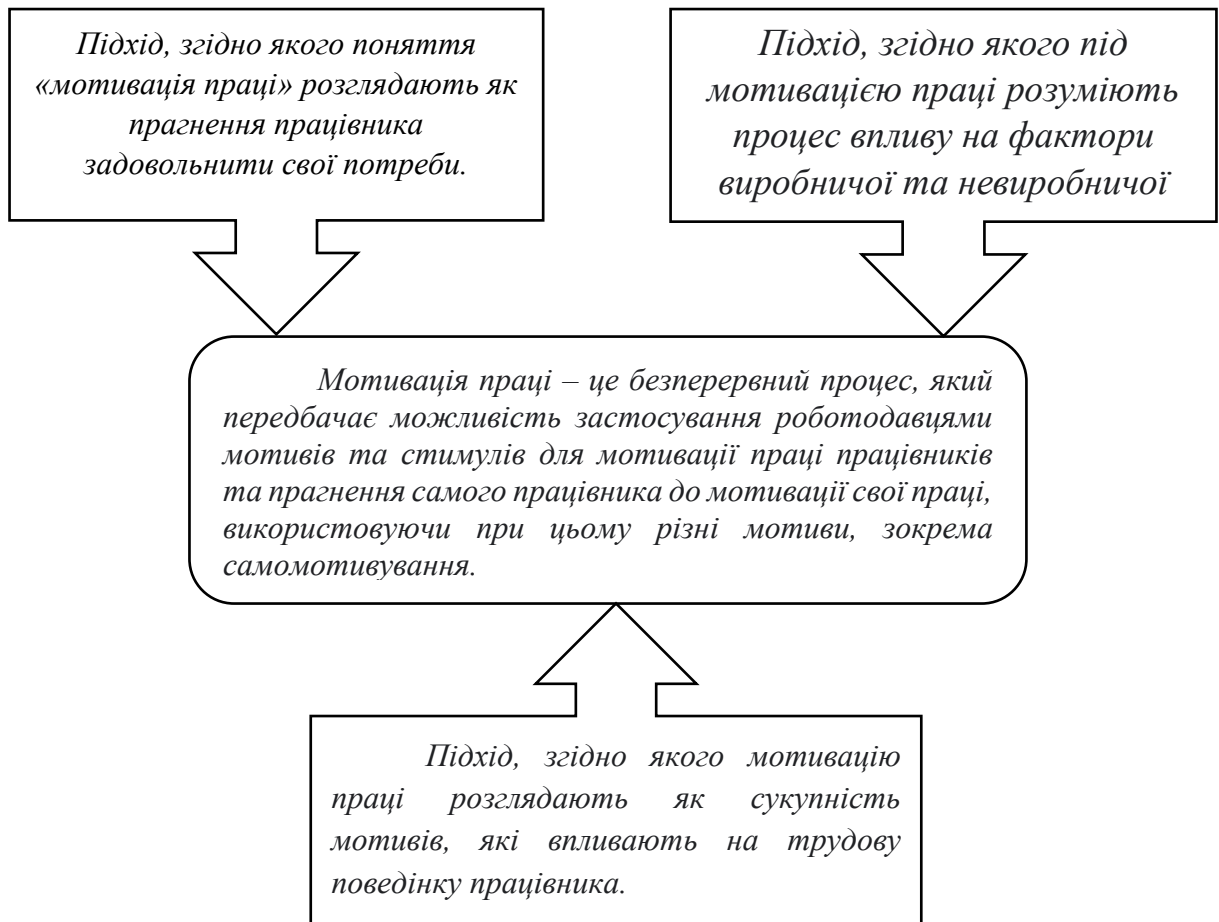 Підхід, згідно якого поняття
«мотивація праці» розглядають як
прагнення працівника
задовольнити свої потреби.
Підхід, згідно якого під
мотивацією праці розуміють
процес впливу на фактори
виробничої та невиробничої
Мотивація праці – це безперервний процес, який
передбачає можливість застосування роботодавцями
мотивів та стимулів для мотивації праці працівників
та прагнення самого працівника до мотивації свої праці,
використовуючи при цьому різні мотиви, зокрема
самомотивування.
Підхід, згідно якого мотивацію
праці розглядають як сукупність
мотивів, які впливають на трудову
поведінку працівника.